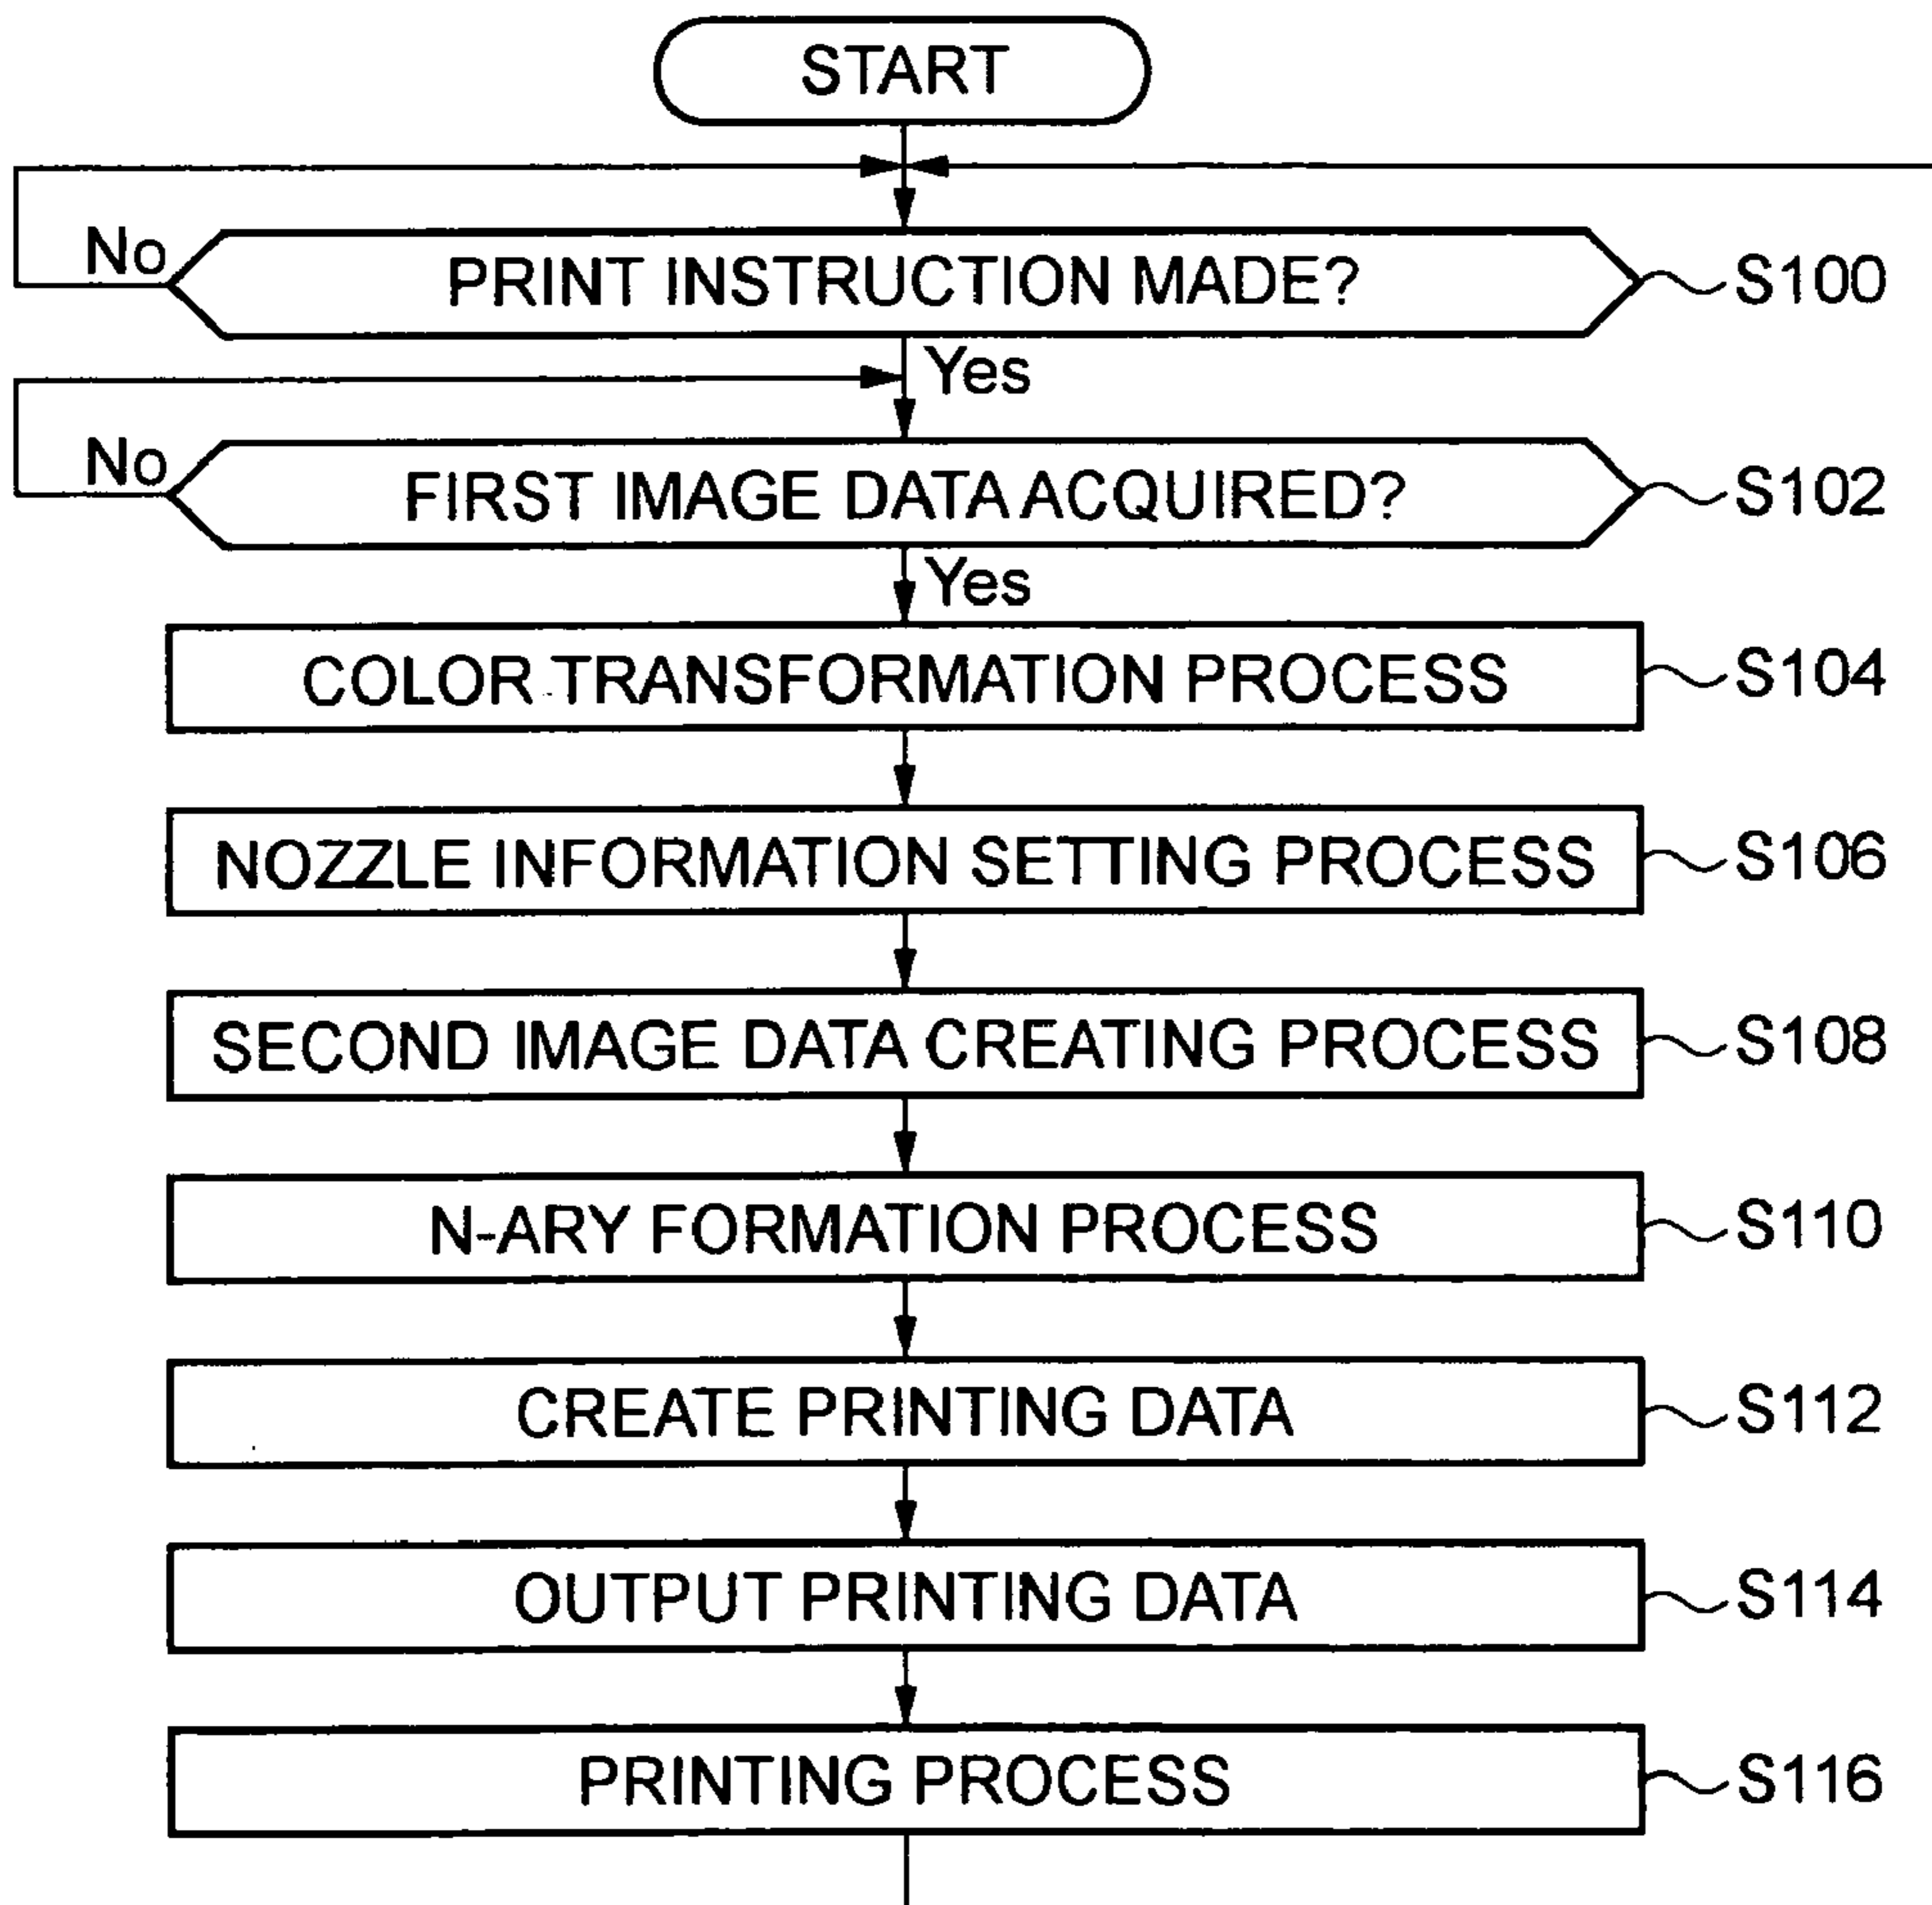 START
No
PRINT INSTRUCTION MADE?
S100
Yes
No
FIRST IMAGE DATA ACQUIRED?
S102
Yes
COLOR TRANSFORMATION PROCESS
S104
NOZZLE INFORMATION SETTING PROCESS
S106
SECOND IMAGE DATA CREATING PROCESS
S108
N-ARY FORMATION PROCESS
S110
CREATE PRINTING DATA
S112
OUTPUT PRINTING DATA
S114
PRINTING PROCESS
S116